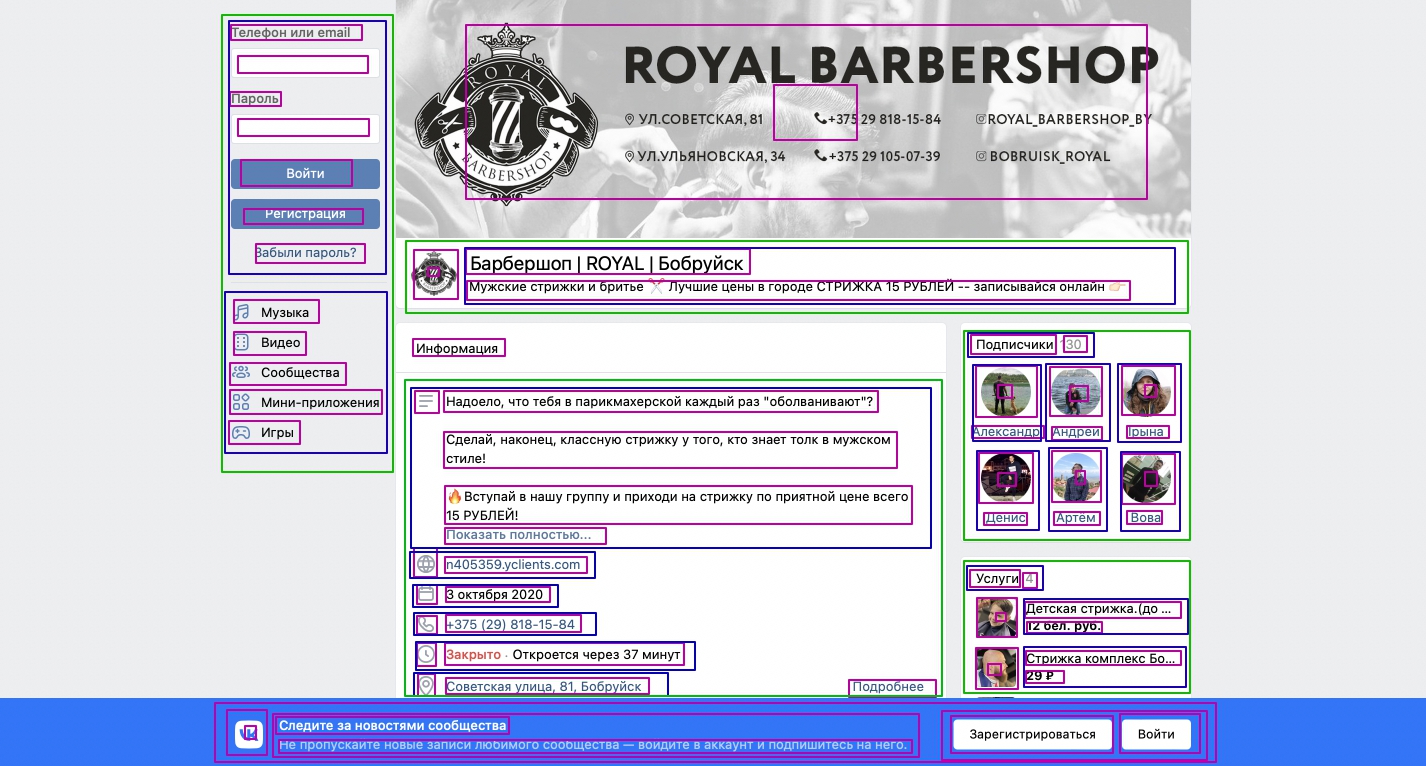 Телефон или email
Пароль
Войти
Регистрация
Забыли пароль?
Музыка
Видео
Сообщества
Мини-приложения
Игры
ROYAL
BARBERSHOP
ROYAL BARBERSHOP
УЛ.СОВЕТСКАЯ, 81
+375 29 818-15-84
ROYAL_BARBERSHOP_BY
УЛ.УЛЬЯНОВСКАЯ, 34
+375 29 105-07-39
BOBRUISK_ROYAL
Барбершоп | ROYAL | Бобруйск
Мужские стрижки и бритье ✂️ Лучшие цены в городе СТРИЖКА 15 РУБЛЕЙ -- записывайся онлайн 👉🏻
Информация
Надоело, что тебя в парикмахерской каждый раз "оболванивают"?
Сделай, наконец, классную стрижку у того, кто знает толк в мужском
стиле!
🔥Вступай в нашу группу и приходи на стрижку по приятной цене всего
15 РУБЛЕЙ!
Показать полностью...
n405359.yclients.com
3 октября 2020
+375 (29) 818-15-84
Закрыто · Откроется через 37 минут
Советская улица, 81, Бобруйск
Подробнее
Подписчики 130
Александр
Андрей
Ірына
Денис
Артём
Вова
Услуги 4
Детская стрижка.(до ...
12 бел. руб.
Стрижка комплекс Бо...
29 ₽
Следите за новостями сообщества
Не пропускайте новые записи любимого сообщества — войдите в аккаунт и подпишитесь на него.
Зарегистрироваться
Войти